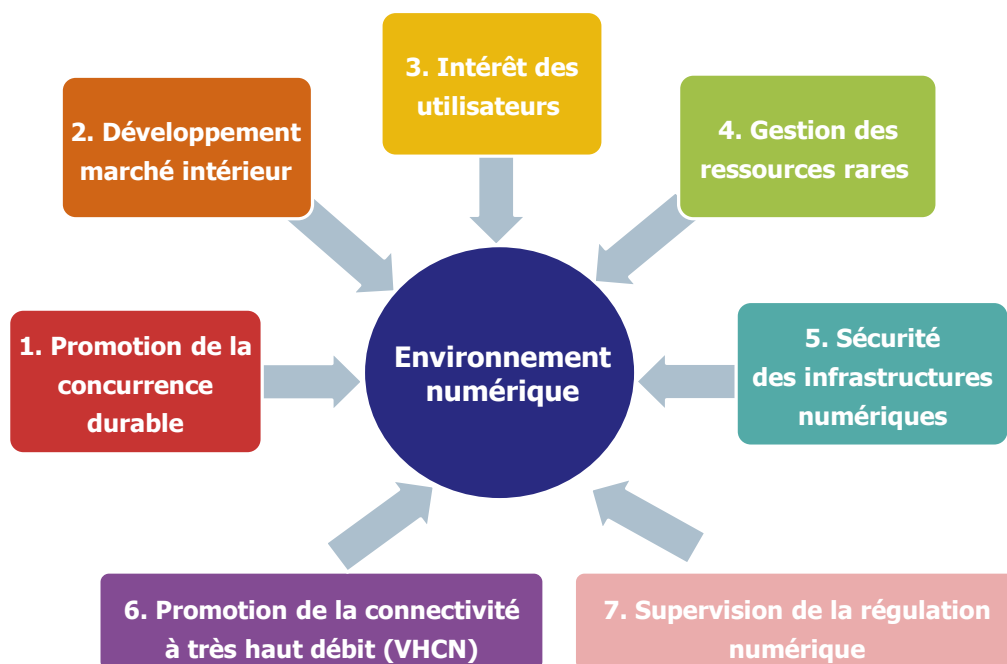 1. Promotion de la
concurrence
durable
2. Développement
marché intérieur
3. Intérêt des
utilisateurs
4. Gestion des
ressources rares
5. Sécurité
des infrastructures
numériques
6. Promotion de la connectivité
à très haut débit (VHCN)
7. Supervision de la régulation
numérique
Environnement
numérique